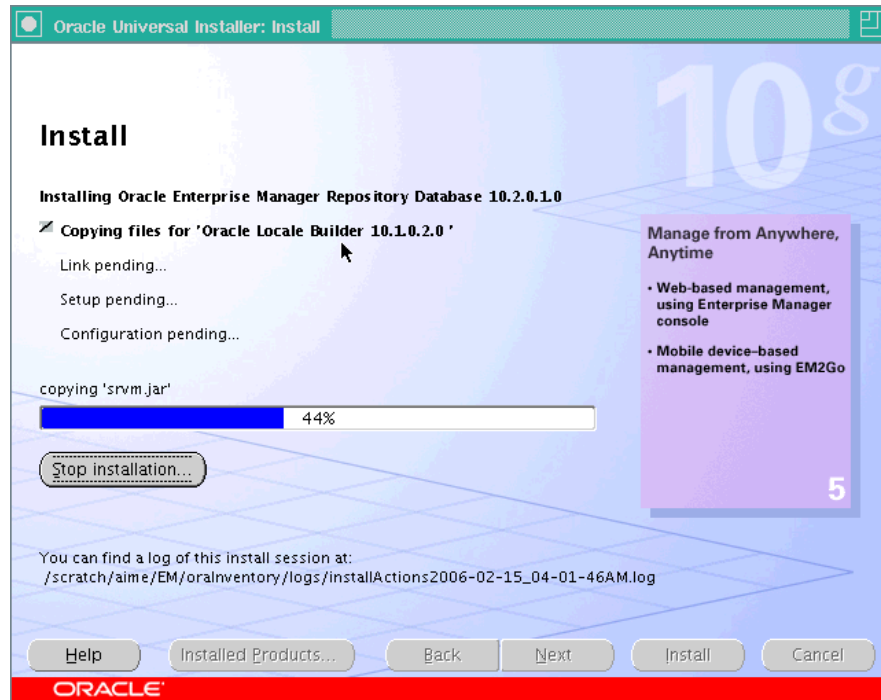 Oracle Universal Installer: Install
10g
Install
Installing Oracle Enterprise Manager Repository Database 10.2.0.1.0
Copying files for 'Oracle Locale Builder 10.1.0.2.0 '
Link pending...
Setup pending...
Configuration pending...
copying 'srvm.jar'
44%
Stop installation...
Manage from Anywhere,
Anytime
• Web-based management,
using Enterprise Manager
console
• Mobile device-based
management, using EM2Go
5
You can find a log of this install session at:
/scratch/aime/EM/oraInventory/logs/installActions2006-02-15_04-01-46AM.log
Help Installed Products... Back Next Install Cancel
ORACLE